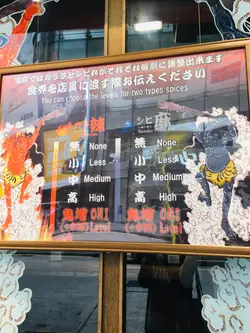 当店ではカラさとシビれがそれぞれ個別に調整出来ます
食券を店員に渡す際お伝えください
You can choose the levels for two types spices
辣
シビ 麻
無 None
小 Less
中 Medium
高 High
鬼増 ONI
Level
無 None
小 Less
中 Medium
高 High
鬼増 ONI
Level